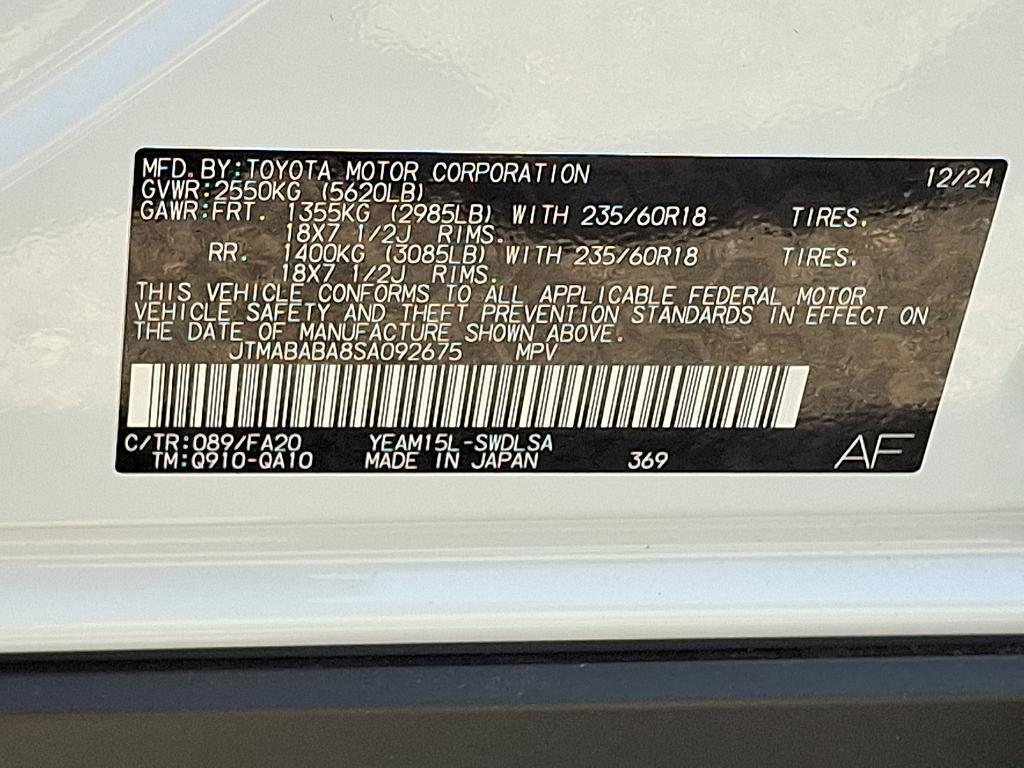 MFD. BY: TOYOTA MOTOR CORPORATION 12/24
GVWR: 2550KG (5620LB)
GAWR: FRT. 1355KG (2985LB) WITH 235/60R18 TIRES.
18X7 1/2J RIMS.
RR. 1400KG (3085LB) WITH 235/60R18 TIRES.
18X7 1/2J RIMS.
THIS VEHICLE CONFORMS TO ALL APPLICABLE FEDERAL MOTOR
VEHICLE SAFETY AND THEFT PREVENTION STANDARDS IN EFFECT ON
THE DATE OF MANUFACTURE SHOWN ABOVE.
JTMABABA8SA092675 MPV
C/TR: 089/FA20 YEAM15L-SWDLSA
TM: Q910-QA10 MADE IN JAPAN 369 AF